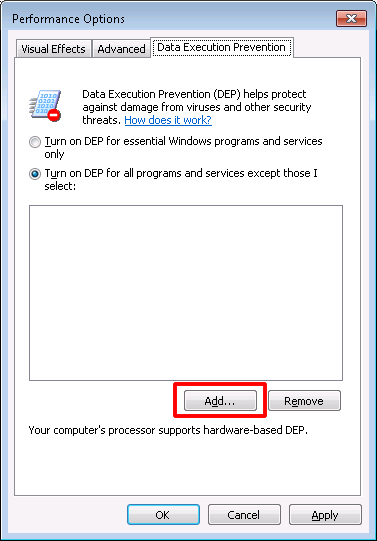 Performance Options
Visual Effects Advanced Data Execution Prevention
Data Execution Prevention (DEP) helps protect
against damage from viruses and other security
threats. How does it work?
Turn on DEP for essential Windows programs and services
only
Turn on DEP for all programs and services except those I
select:
Add... Remove
Your computer's processor supports hardware-based DEP.
OK Cancel Apply